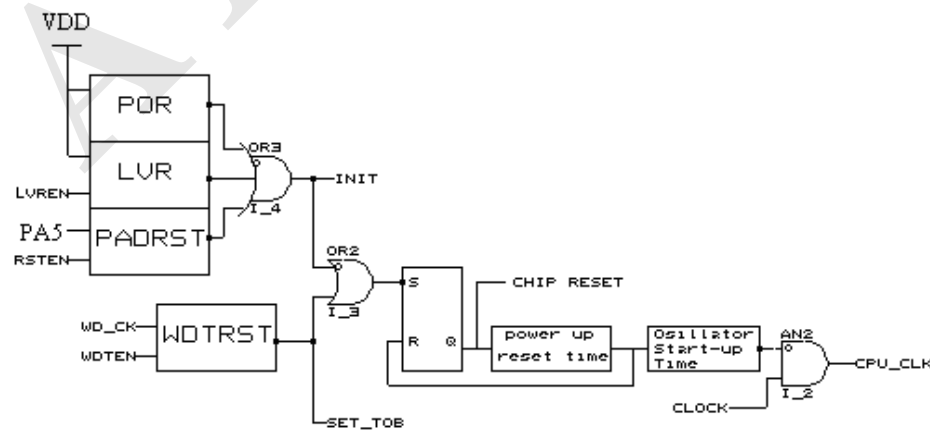 VDD
POR
OR3
LVR
INIT
LVREN
I_4
PA5
PADRST
RSTEN
OR2
S
CHIP RESET
I_3
WD_CK
WDTRST
power up
Osillator
AN2
R
Q
reset time
Start-up
WDTEN
Time
CPU_CLK
I_2
CLOCK
SET_TOB